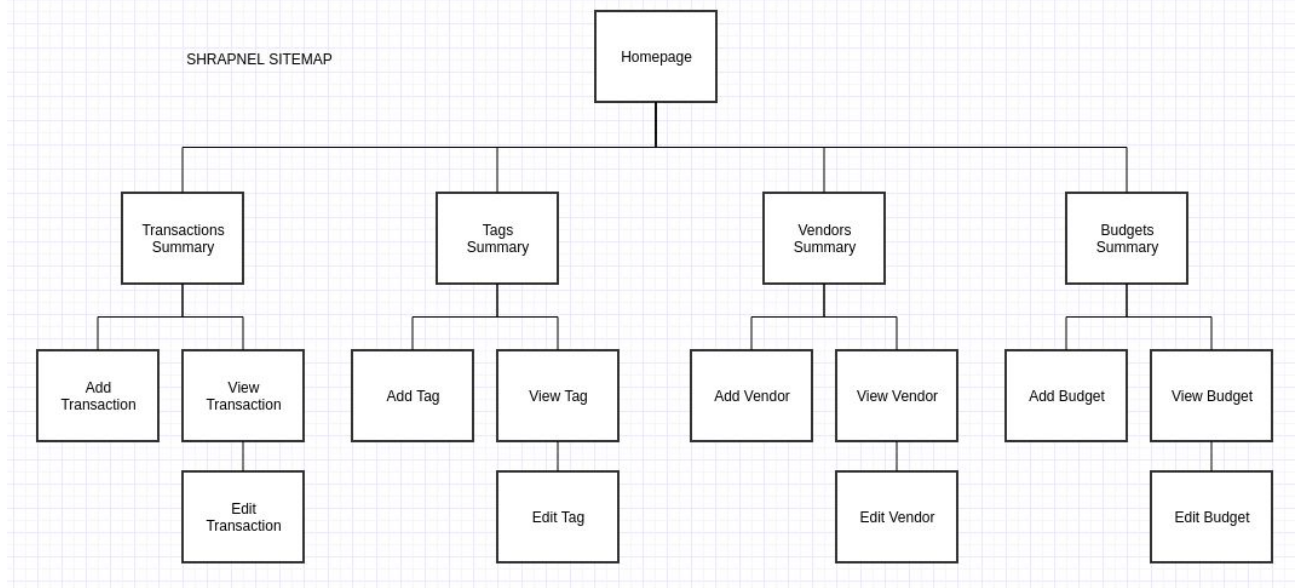 Homepage
SHRAPNEL SITEMAP
Transactions
Summary
Tags
Summary
Vendors
Summary
Budgets
Summary
Add
Transaction
View
Transaction
Add Tag
View Tag
Add Vendor
View Vendor
Add Budget
View Budget
Edit
Transaction
Edit Tag
Edit Vendor
Edit Budget